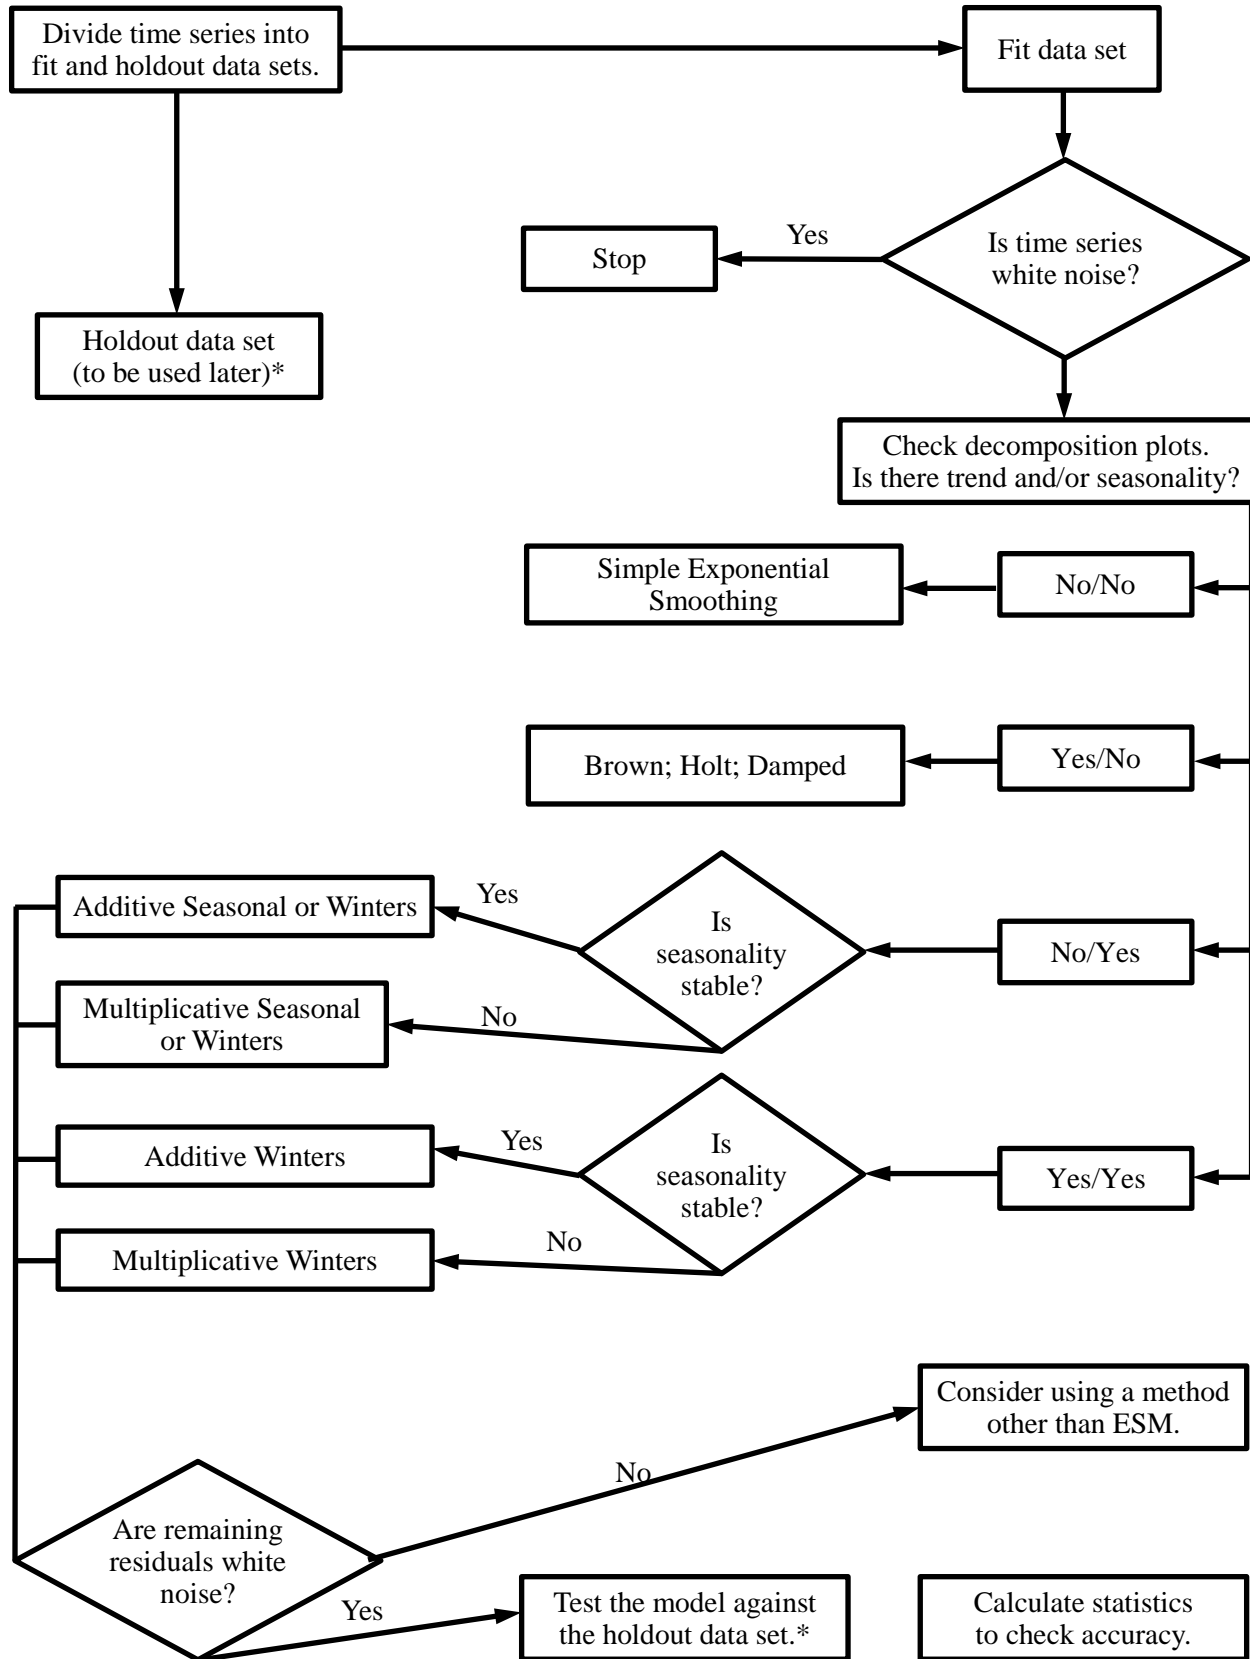 Divide time series into
fit and holdout data sets.
Fit data set
Is time series
white noise?
Yes
Stop
Holdout data set
(to be used later)*
Check decomposition plots.
Is there trend and/or seasonality?
Simple Exponential
Smoothing
No/No
Brown; Holt; Damped
Yes/No
Additive Seasonal or Winters
Yes
Is
seasonality
stable?
No/Yes
Multiplicative Seasonal
or Winters
No
Additive Winters
Yes
Is
seasonality
stable?
Yes/Yes
Multiplicative Winters
No
Consider using a method
other than ESM.
No
Are remaining
residuals white
noise?
Yes
Test the model against
the holdout data set.*
Calculate statistics
to check accuracy.